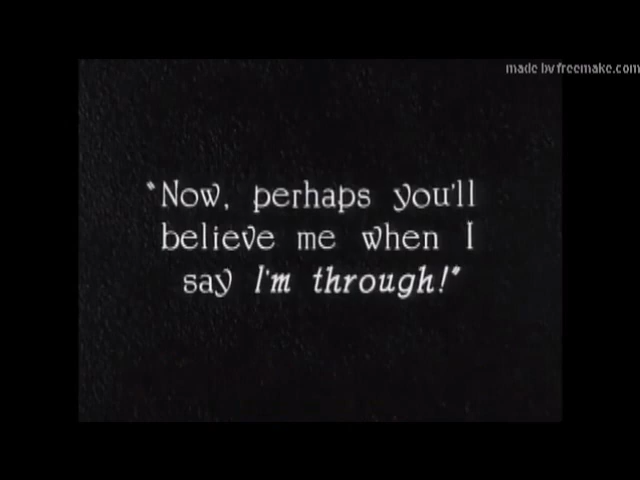 made by freemake.com
"Now, perhaps you'll
believe me when I
say I'm through!"